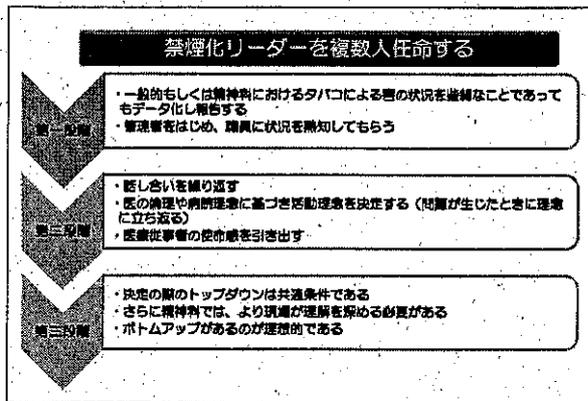 禁煙化リーダーを複数人任命する
第一段階
・一般的もしくは精神科におけるタバコによる害の状況を些細なことであって
もデータ化し報告する
・管理者をはじめ、職員に状況を熟知してもらう
第二段階
・話し合いを繰り返す
・医の倫理や病院理念に基づき活動理念を決定する（問題が生じたときに理念
に立ち返る）
・医療従事者の使命感を引き出す
第三段階
・決定の際のトップダウンは共通条件である
・さらに精神科では、より現場が理解を深める必要がある
・ボトムアップがあるのが理想的である